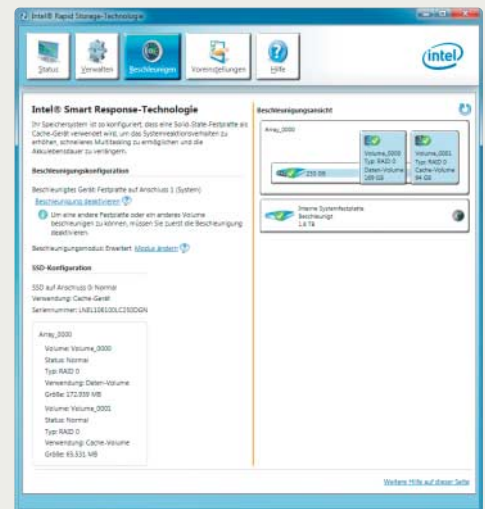 Intel® Rapid Storage-Technologie
Status
Verwalten
Beschleunigen
Voreinstellungen
Hilfe
intel
Intel® Smart Response-Technologie
Ihr Speichersystem ist so konfiguriert, dass eine Solid-State-Festplatte als
Cache-Gerät verwendet wird, um das Systemreaktionsverhalten zu
erhöhen, schnelleres Multitasking zu ermöglichen und die
Akkulebensdauer zu verlängern.
Beschleunigungskonfiguration
Beschleunigtes Gerät: Festplatte auf Anschluss 1 (System)
Beschleunigung deaktivieren
Um eine andere Festplatte oder ein anderes Volume
beschleunigen zu können, müssen Sie zuerst die Beschleunigung
deaktivieren.
Beschleunigungsmodus: Erweitert Modus ändern
SSD-Konfiguration
SSD auf Anschluss 0: Normal
Verwendung: Cache-Gerät
Seriennummer:
Array_0000
Volume: Volume_0000
Status: Normal
Typ: RAID 0
Verwendung: Daten-Volume
Größe: 172.939 MB
Volume: Volume_0001
Status: Normal
Typ: RAID 0
Verwendung: Cache-Volume
Größe: 65.531 MB
Beschleunigungsansicht
Array_0000
233 GB
Volume_0000
Typ: RAID 0
Daten-Volume
169 GB
Volume_0001
Typ: RAID 0
Cache-Volume
64 GB
Interne Systemfestplatte
Beschleunigt
1.8 TB
Weitere Hilfe auf dieser Seite